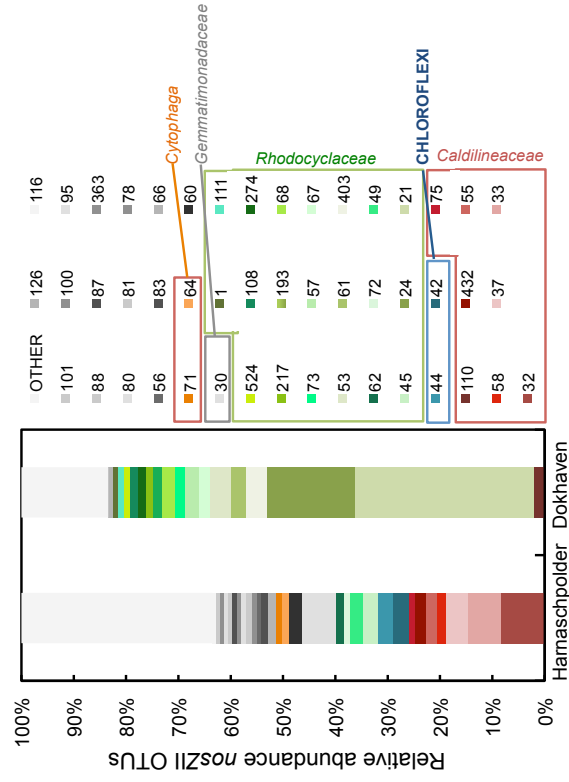 Relative abundance nosZII OTUs
100%
90%
80%
70%
60%
50%
40%
30%
20%
10%
0%
Harnaschpolder Dokhaven
OTHER 126 116
101 100 95
88 87 363
80 81 78
56 83 66
71 64 60
30 1 111
524 108 274
217 193 68
73 57 67
53 61 403
62 72 49
45 24 21
44 42 75
110 432 55
58 37 33
32
Cytophaga
Gemmatimonadaceae
Rhodocyclaceae
CHLOROFLEXI
Caldilineaceae